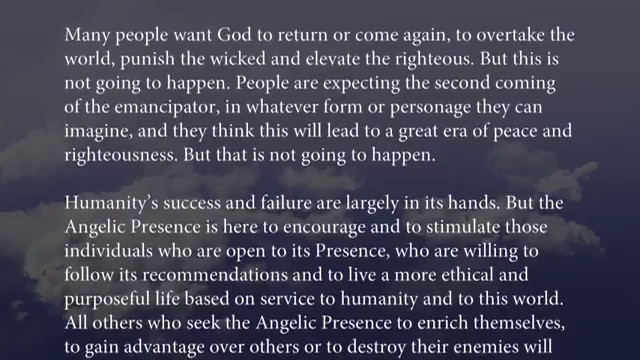 Many people want God to return or come again, to overtake the
world, punish the wicked and elevate the righteous. But this is
not going to happen. People are expecting the second coming
of the emancipator, in whatever form or personage they can
imagine, and they think this will lead to a great era of peace and
righteousness. But that is not going to happen.
Humanity’s success and failure are largely in its hands. But the
Angelic Presence is here to encourage and to stimulate those
individuals who are open to its Presence, who are willing to
follow its recommendations and to live a more ethical and
purposeful life based on service to humanity and to this world.
All others who seek the Angelic Presence to enrich themselves,
to gain advantage over others or to destroy their enemies will